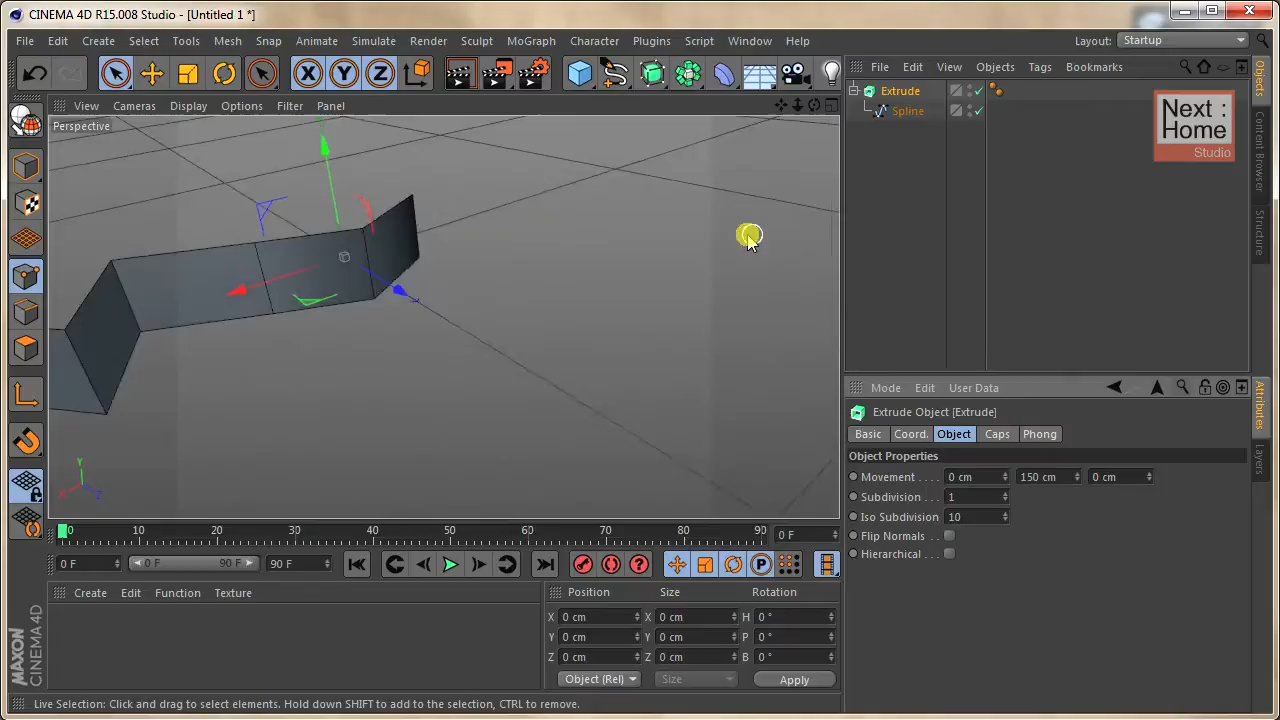 CINEMA 4D R15.008 Studio - [Untitled 1 *]
File Edit Create Select Tools Mesh Snap Animate Simulate Render Sculpt MoGraph Character Plugins Script Window Help Layout: Startup
X Y Z
File Edit View Objects Tags Bookmarks
Extrude
Spline
Next :
Home
Studio
View Cameras Display Options Filter Panel
Perspective
Y
X Z
Objects
Content Browser
Structure
Mode Edit User Data
Extrude Object [Extrude]
Basic Coord. Object Caps Phong
Object Properties
Movement . . . . 0 cm 150 cm 0 cm
Subdivision . . . 1
Iso Subdivision 10
Flip Normals . .
Hierarchical . . .
Attributes
Layers
0 10 20 30 40 50 60 70 80 90 0 F
0 F 0 F 90 F 90 F
P
Create Edit Function Texture
Position Size Rotation
X 0 cm X 0 cm H 0 °
Y 0 cm Y 0 cm P 0 °
Z 0 cm Z 0 cm B 0 °
Object (Rel) Size Apply
MAXON
CINEMA 4D
Live Selection: Click and drag to select elements. Hold down SHIFT to add to the selection, CTRL to remove.